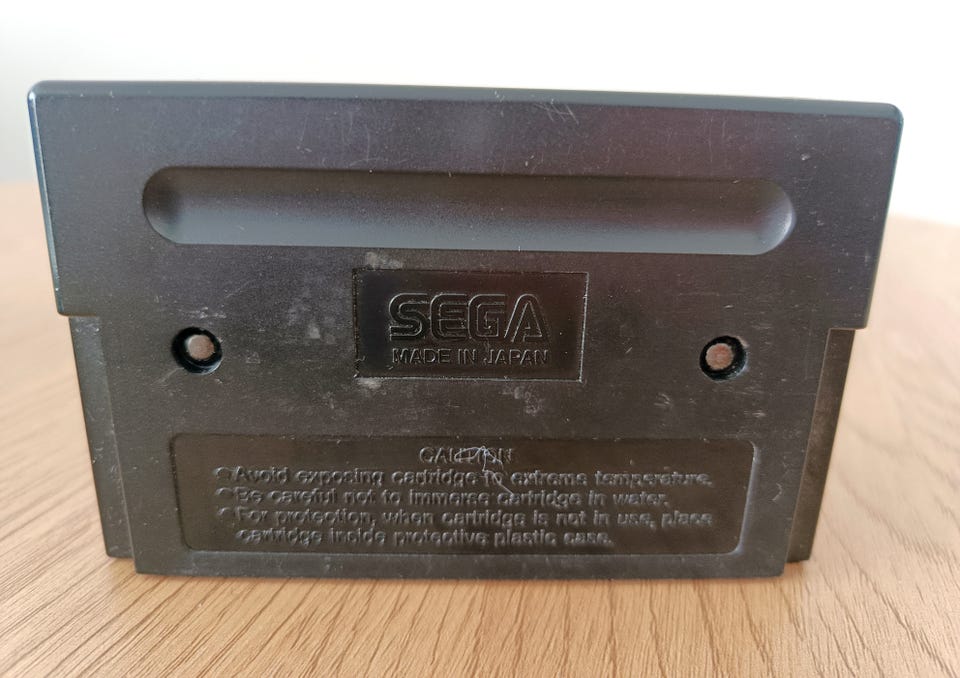 SEGA
MADE IN JAPAN
CAUTION
• Avoid exposing cartridge to extreme temperature.
• Be careful not to immerse cartridge in water.
• For protection, when cartridge is not in use, place
cartridge inside protective plastic case.